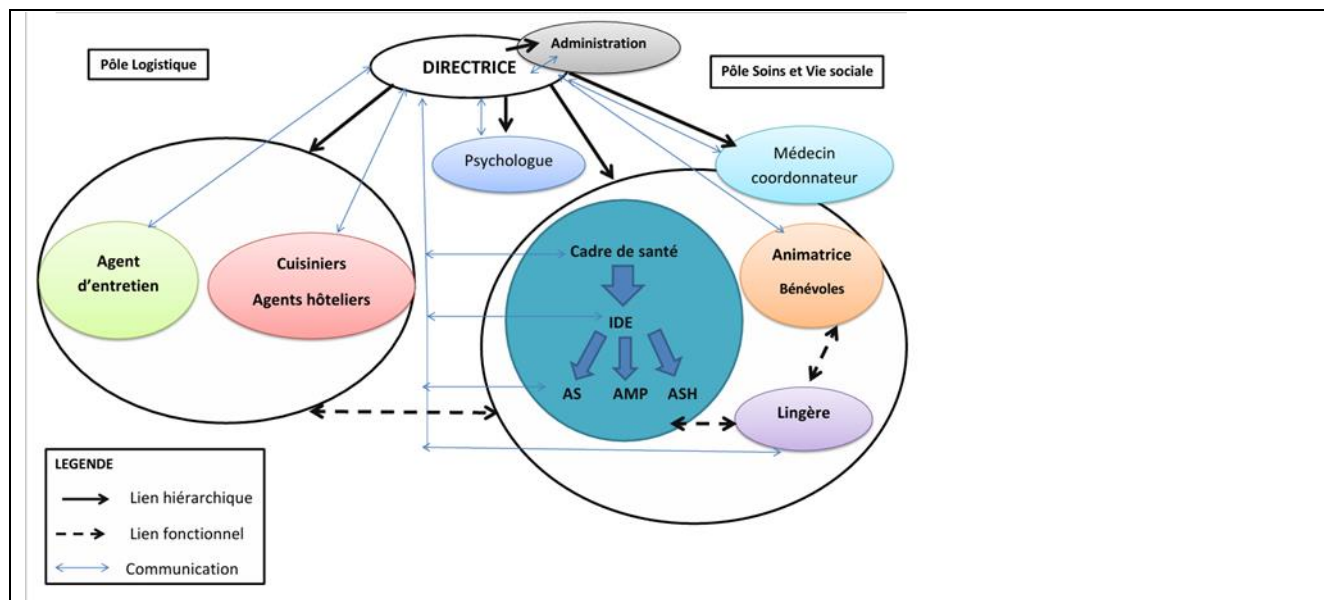 Administration
Pôle Logistique
DIRECTRICE
Pôle Soins et Vie sociale
Psychologue
Médecin
coordonnateur
Agent
d'entretien
Cuisiniers
Agents hôteliers
Cadre de santé
IDE
AS AMP ASH
Animatrice
Bénévoles
Lingère
LEGENDE
Lien hiérarchique
Lien fonctionnel
Communication